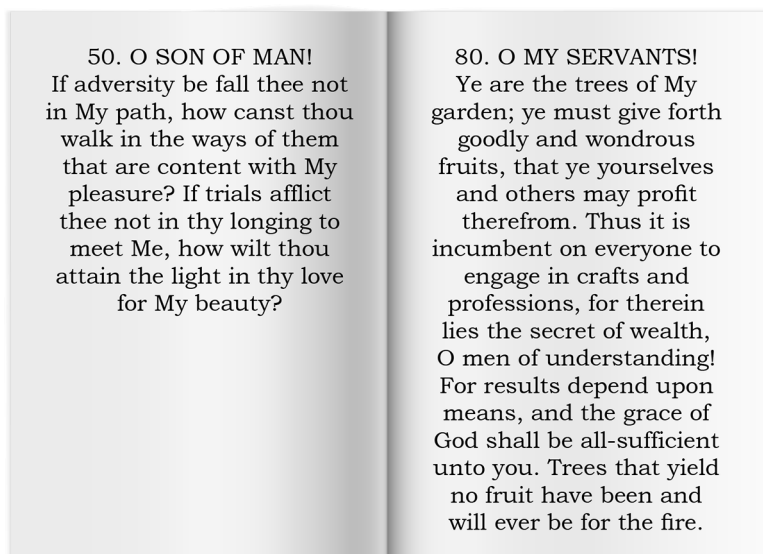 50. O SON OF MAN!
If adversity be fall thee not
in My path, how canst thou
walk in the ways of them
that are content with My
pleasure? If trials afflict
thee not in thy longing to
meet Me, how wilt thou
attain the light in thy love
for My beauty?
80. O MY SERVANTS!
Ye are the trees of My
garden; ye must give forth
goodly and wondrous
fruits, that ye yourselves
and others may profit
therefrom. Thus it is
incumbent on everyone to
engage in crafts and
professions, for therein
lies the secret of wealth,
O men of understanding!
For results depend upon
means, and the grace of
God shall be all-sufficient
unto you. Trees that yield
no fruit have been and
will ever be for the fire.